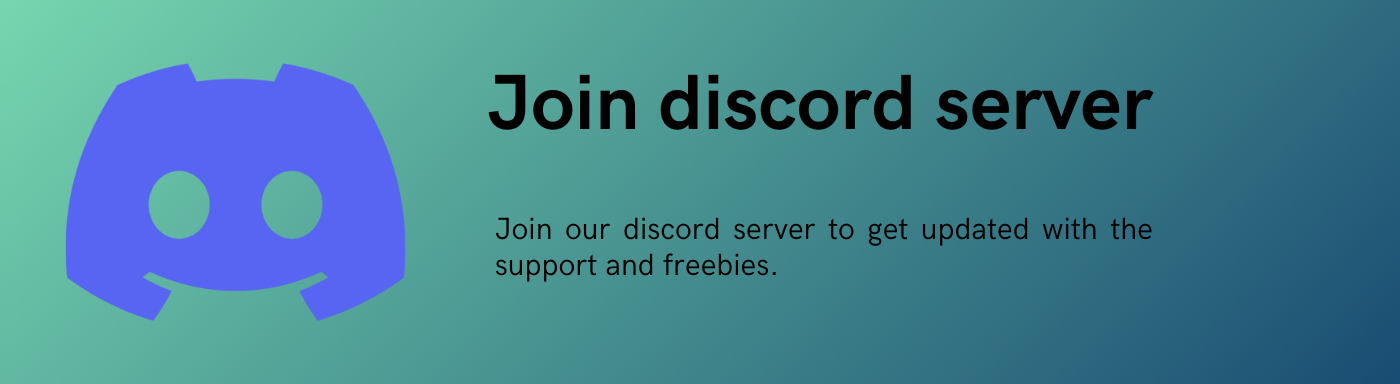 Join discord server
Join our discord server to get updated with the
support and freebies.